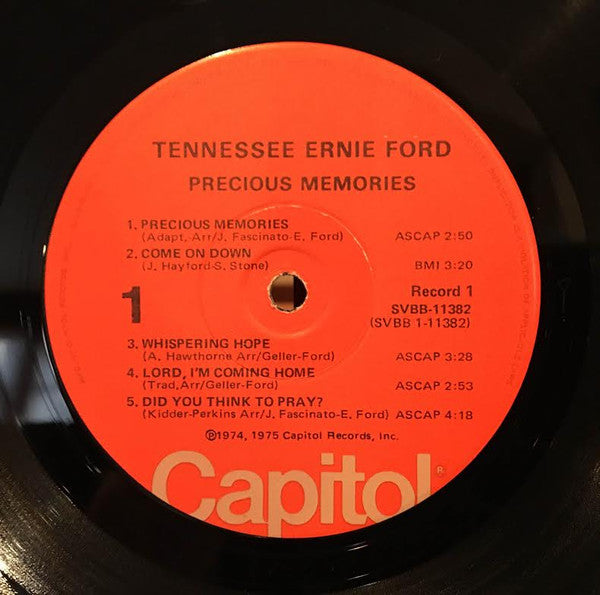 TENNESSEE ERNIE FORD
PRECIOUS MEMORIES
1. PRECIOUS MEMORIES
(Adapt. Arr/J. Fascinato-E. Ford) ASCAP 2:50
2. COME ON DOWN
(J. Hayford-S. Stone) BMI 3:20
1
Record 1
SVBB-11382
(SVBB 1-11382)
3. WHISPERING HOPE
(A. Hawthorne Arr/Geller-Ford) ASCAP 3:28
4. LORD, I'M COMING HOME
(Trad. Arr/Geller-Ford) ASCAP 2:53
5. DID YOU THINK TO PRAY?
(Kidder-Perkins Arr/J. Fascinato-E. Ford) ASCAP 4:18
℗1974, 1975 Capitol Records, Inc.
Capitol®